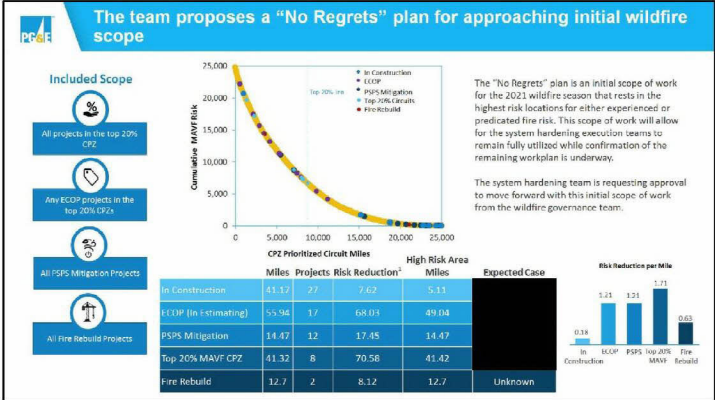 PG&E
The team proposes a “No Regrets” plan for approaching initial wildfire
scope
Included Scope
All projects in the top 20%
CPZ
Any ECOP projects in the
top 20% CPZs
All PSPS Mitigation Projects
All Fire Rebuild Projects
Cumulative MAVF Risk
25,000
20,000
15,000
10,000
5,000
0
Top 20% line
In Construction
ECOP
PSPS Mitigation
Top 20% Circuits
Fire Rebuild
0 5,000 10,000 15,000 20,000 25,000
CPZ Prioritized Circuit Miles
The "No Regrets" plan is an initial scope of work
for the 2021 wildfire season that rests in the
highest risk locations for either experienced or
predicated fire risk. This scope of work will allow
for the system hardening execution teams to
remain fully utilized while confirmation of the
remaining workplan is underway.
The system hardening team is requesting approval
to move forward with this initial scope of work
from the wildfire governance team.
Miles Projects Risk Reduction¹ High Risk Area Miles Expected Case
In Construction 41.17 27 7.62 5.11
ECOP (In Estimating) 55.94 17 68.03 49.04
PSPS Mitigation 14.47 12 17.45 14.47
Top 20% MAVF CPZ 41.32 8 70.58 41.42
Fire Rebuild 12.7 2 8.12 12.7 Unknown
Risk Reduction per Mile
0.18 1.21 1.21 1.71 0.63
In Construction ECOP PSPS Top 20% MAVF Fire Rebuild